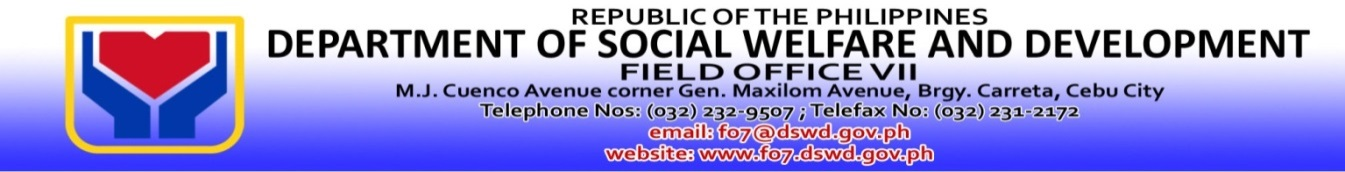 REPUBLIC OF THE PHILIPPINES
DEPARTMENT OF SOCIAL WELFARE AND DEVELOPMENT
FIELD OFFICE VII
M.J. Cuenco Avenue corner Gen. Maxilom Avenue, Brgy. Carreta, Cebu City
Telephone Nos: (032) 232-9507 ; Telefax No: (032) 231-2172
email: fo7@dswd.gov.ph
website: www.fo7.dswd.gov.ph